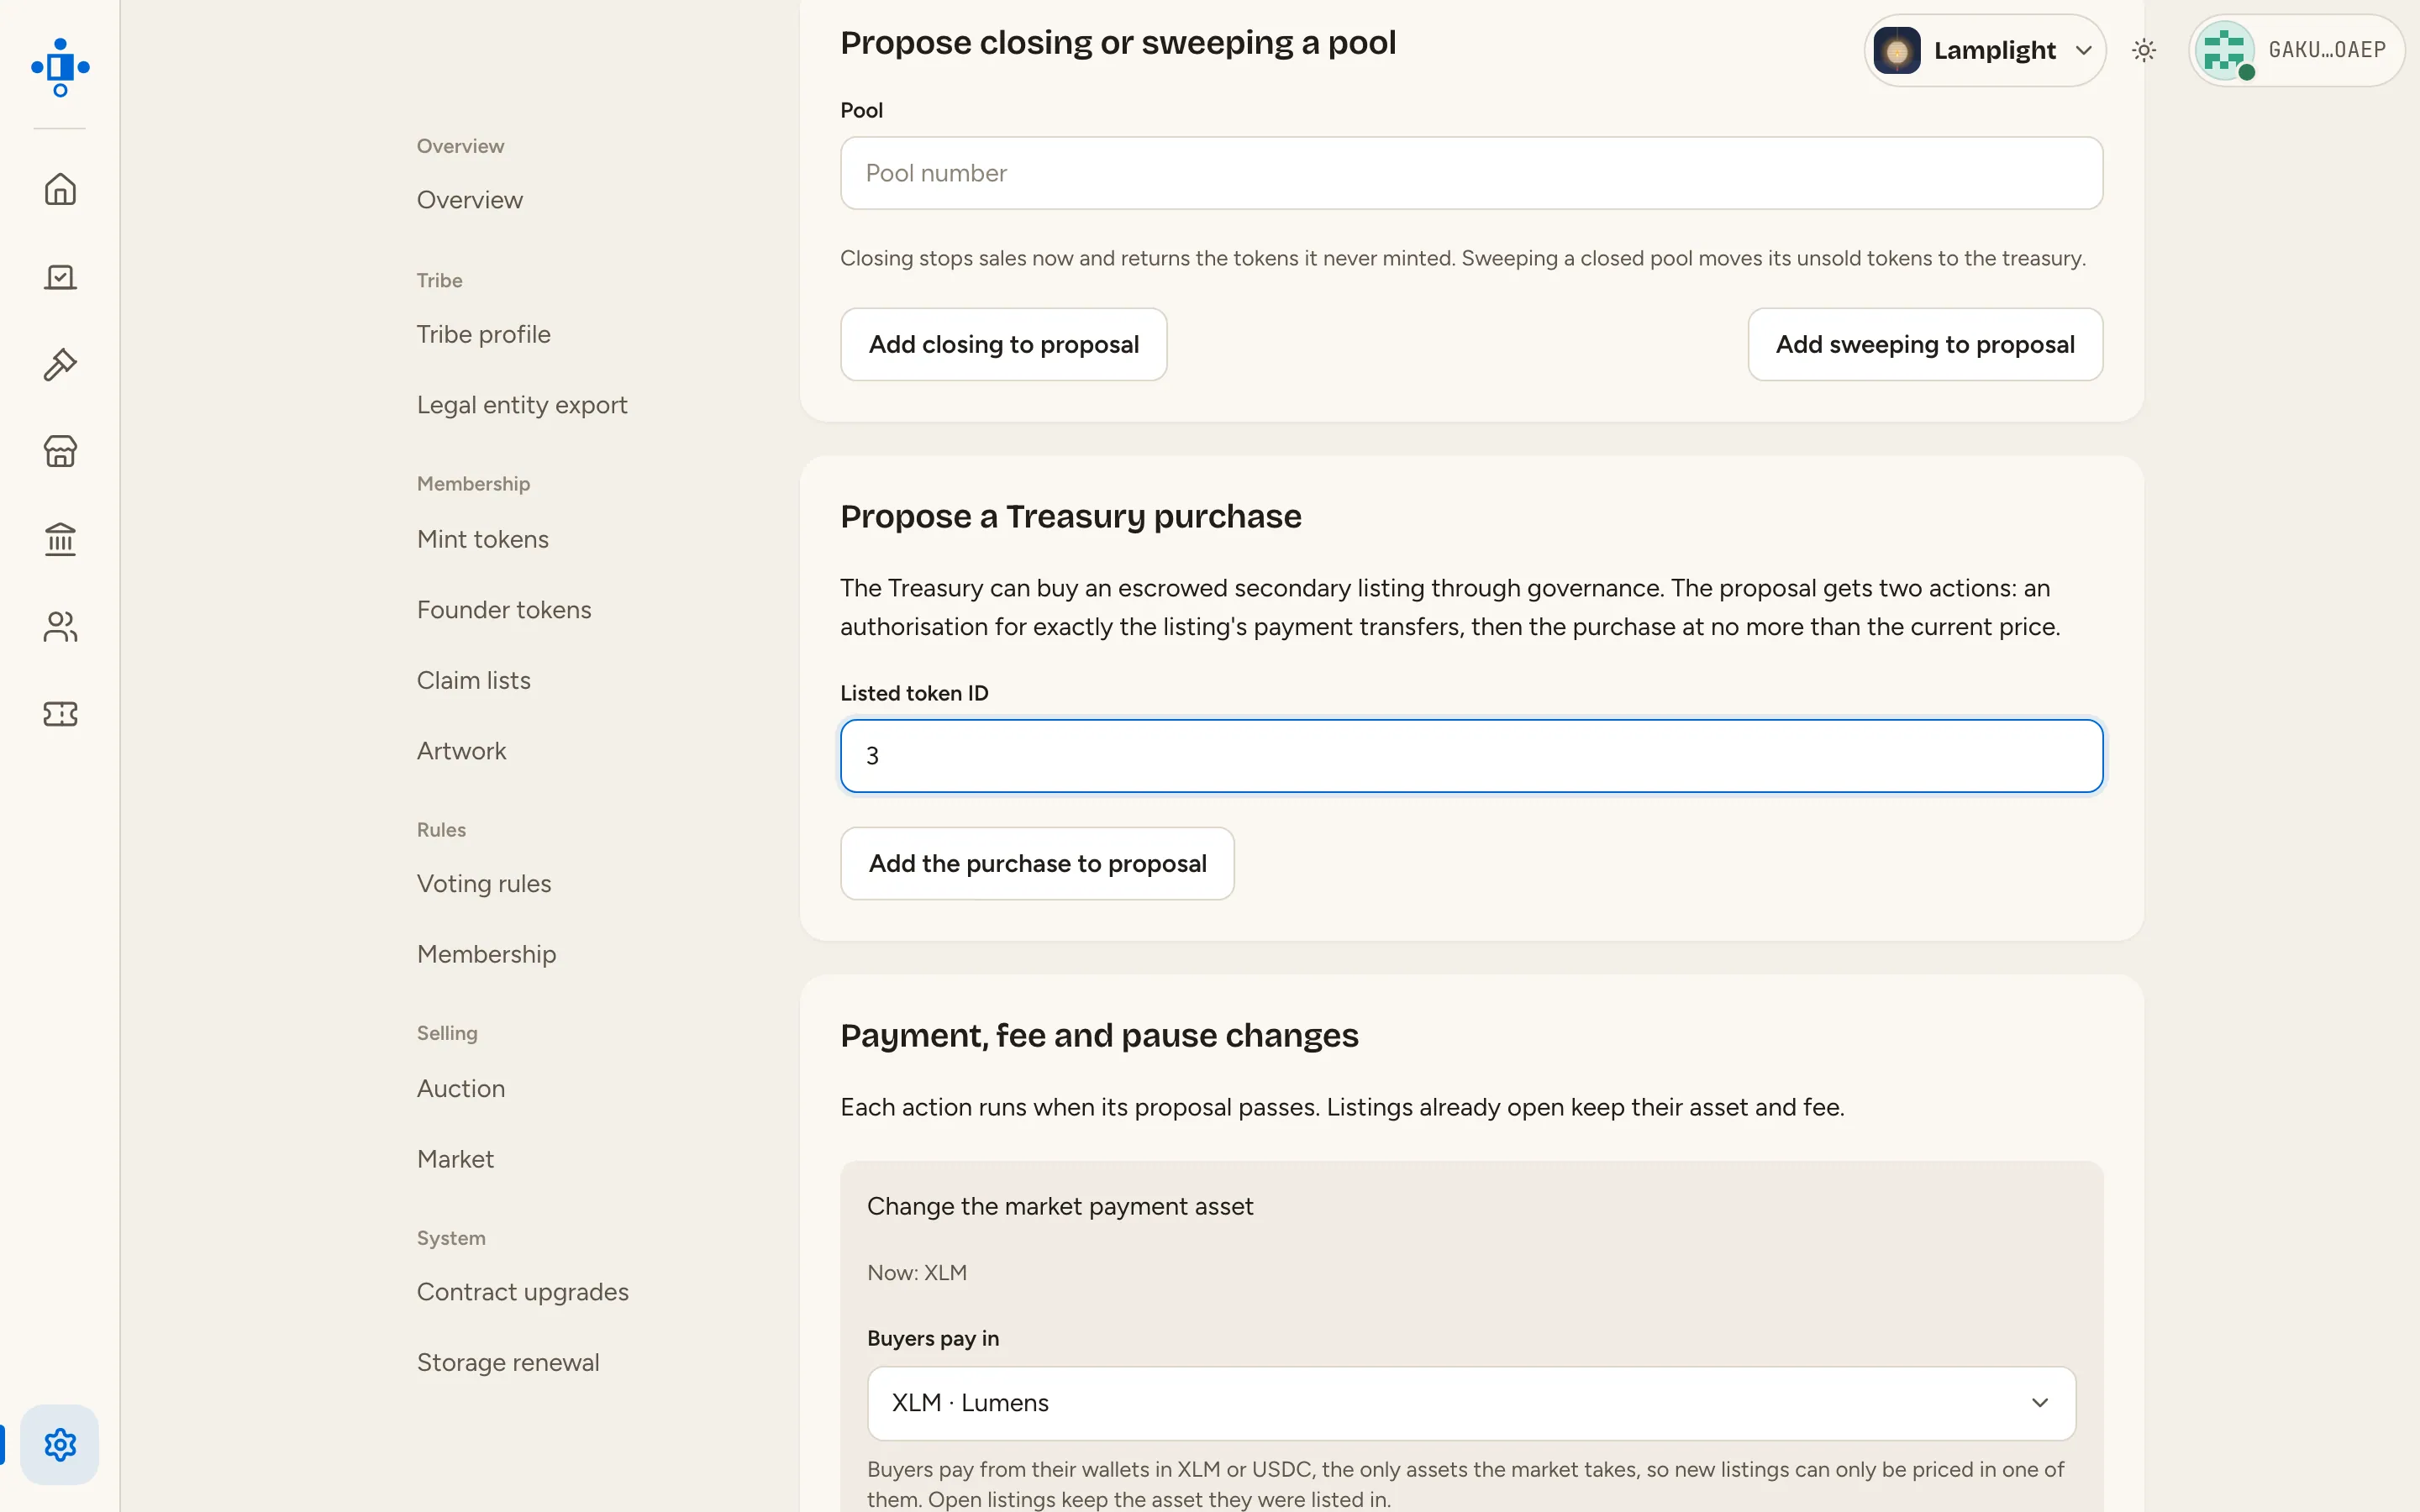 Propose closing or sweeping a pool
Lamplight
GAKU…OAEP
Pool
Pool number
Closing stops sales now and returns the tokens it never minted. Sweeping a closed pool moves its unsold tokens to the treasury.
Add closing to proposal
Add sweeping to proposal
Overview
Overview
Tribe
Tribe profile
Legal entity export
Membership
Mint tokens
Founder tokens
Claim lists
Artwork
Rules
Voting rules
Membership
Selling
Auction
Market
System
Contract upgrades
Storage renewal
Propose a Treasury purchase
The Treasury can buy an escrowed secondary listing through governance. The proposal gets two actions: an
authorisation for exactly the listing's payment transfers, then the purchase at no more than the current price.
Listed token ID
3
Add the purchase to proposal
Payment, fee and pause changes
Each action runs when its proposal passes. Listings already open keep their asset and fee.
Change the market payment asset
Now: XLM
Buyers pay in
XLM · Lumens
Buyers pay from their wallets in XLM or USDC, the only assets the market takes, so new listings can only be priced in one of
them. Open listings keep the asset they were listed in.